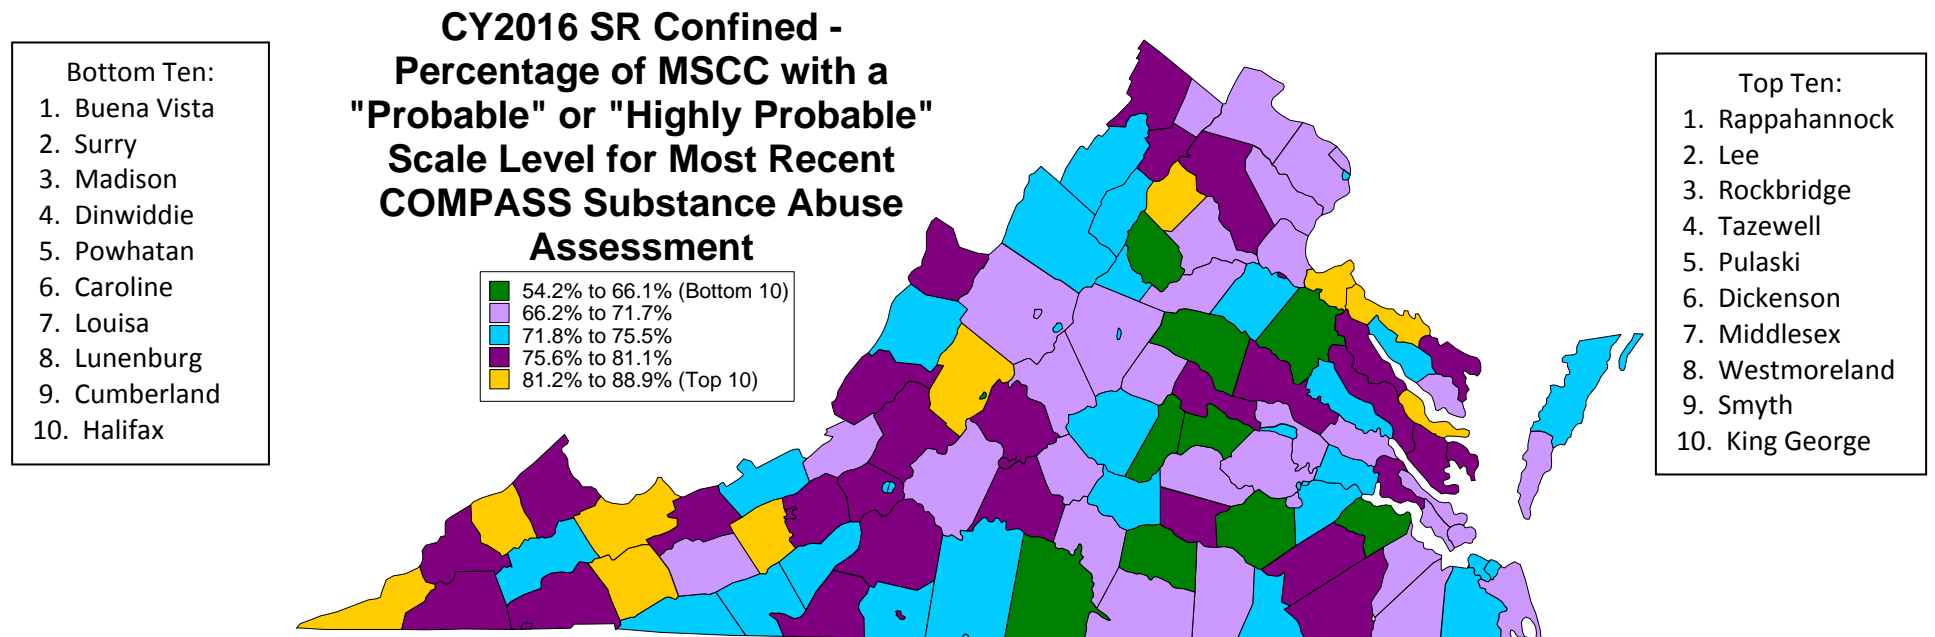 CY2016 SR Confined -
Percentage of MSCC with a
"Probable" or "Highly Probable"
Scale Level for Most Recent
COMPASS Substance Abuse
Assessment
Bottom Ten:
1. Buena Vista
2. Surry
3. Madison
4. Dinwiddie
5. Powhatan
6. Caroline
7. Louisa
8. Lunenburg
9. Cumberland
10. Halifax
54.2% to 66.1% (Bottom 10)
66.2% to 71.7%
71.8% to 75.5%
75.6% to 81.1%
81.2% to 88.9% (Top 10)
Top Ten:
1. Rappahannock
2. Lee
3. Rockbridge
4. Tazewell
5. Pulaski
6. Dickenson
7. Middlesex
8. Westmoreland
9. Smyth
10. King George